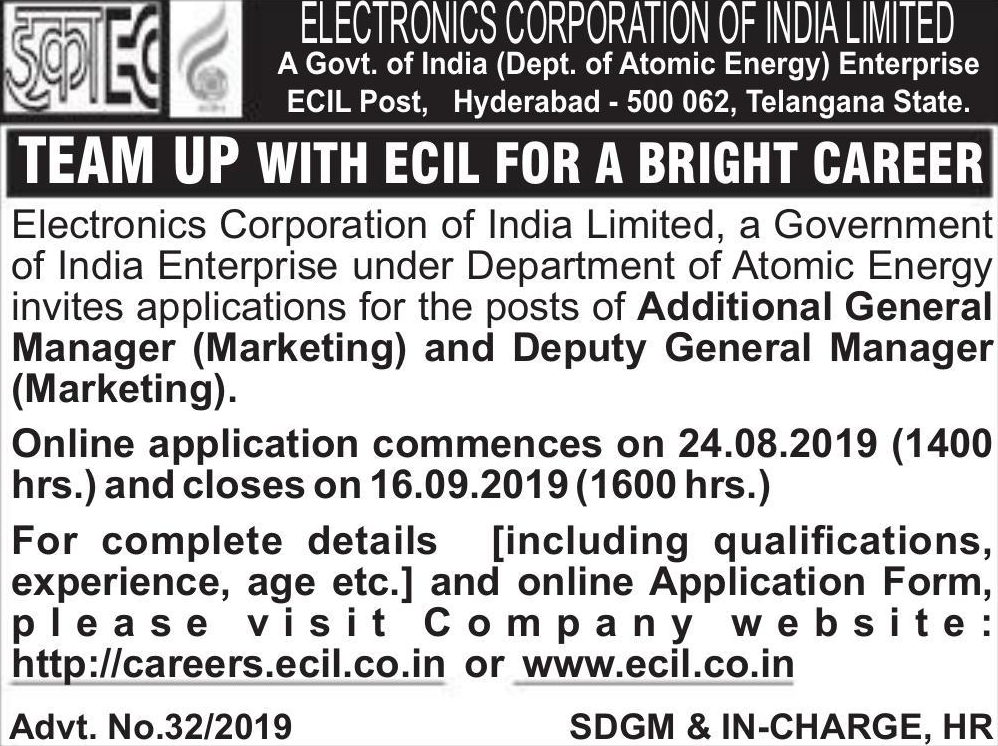 इकाECI
ELECTRONICS CORPORATION OF INDIA LIMITED
A Govt. of India (Dept. of Atomic Energy) Enterprise
ECIL Post, Hyderabad - 500 062, Telangana State.
TEAM UP WITH ECIL FOR A BRIGHT CAREER
Electronics Corporation of India Limited, a Government
of India Enterprise under Department of Atomic Energy
invites applications for the posts of Additional General
Manager (Marketing) and Deputy General Manager
(Marketing).
Online application commences on 24.08.2019 (1400
hrs.) and closes on 16.09.2019 (1600 hrs.)
For complete details [including qualifications,
experience, age etc.] and online Application Form,
please visit Company website:
http://careers.ecil.co.in or www.ecil.co.in
Advt. No.32/2019 SDGM & IN-CHARGE, HR